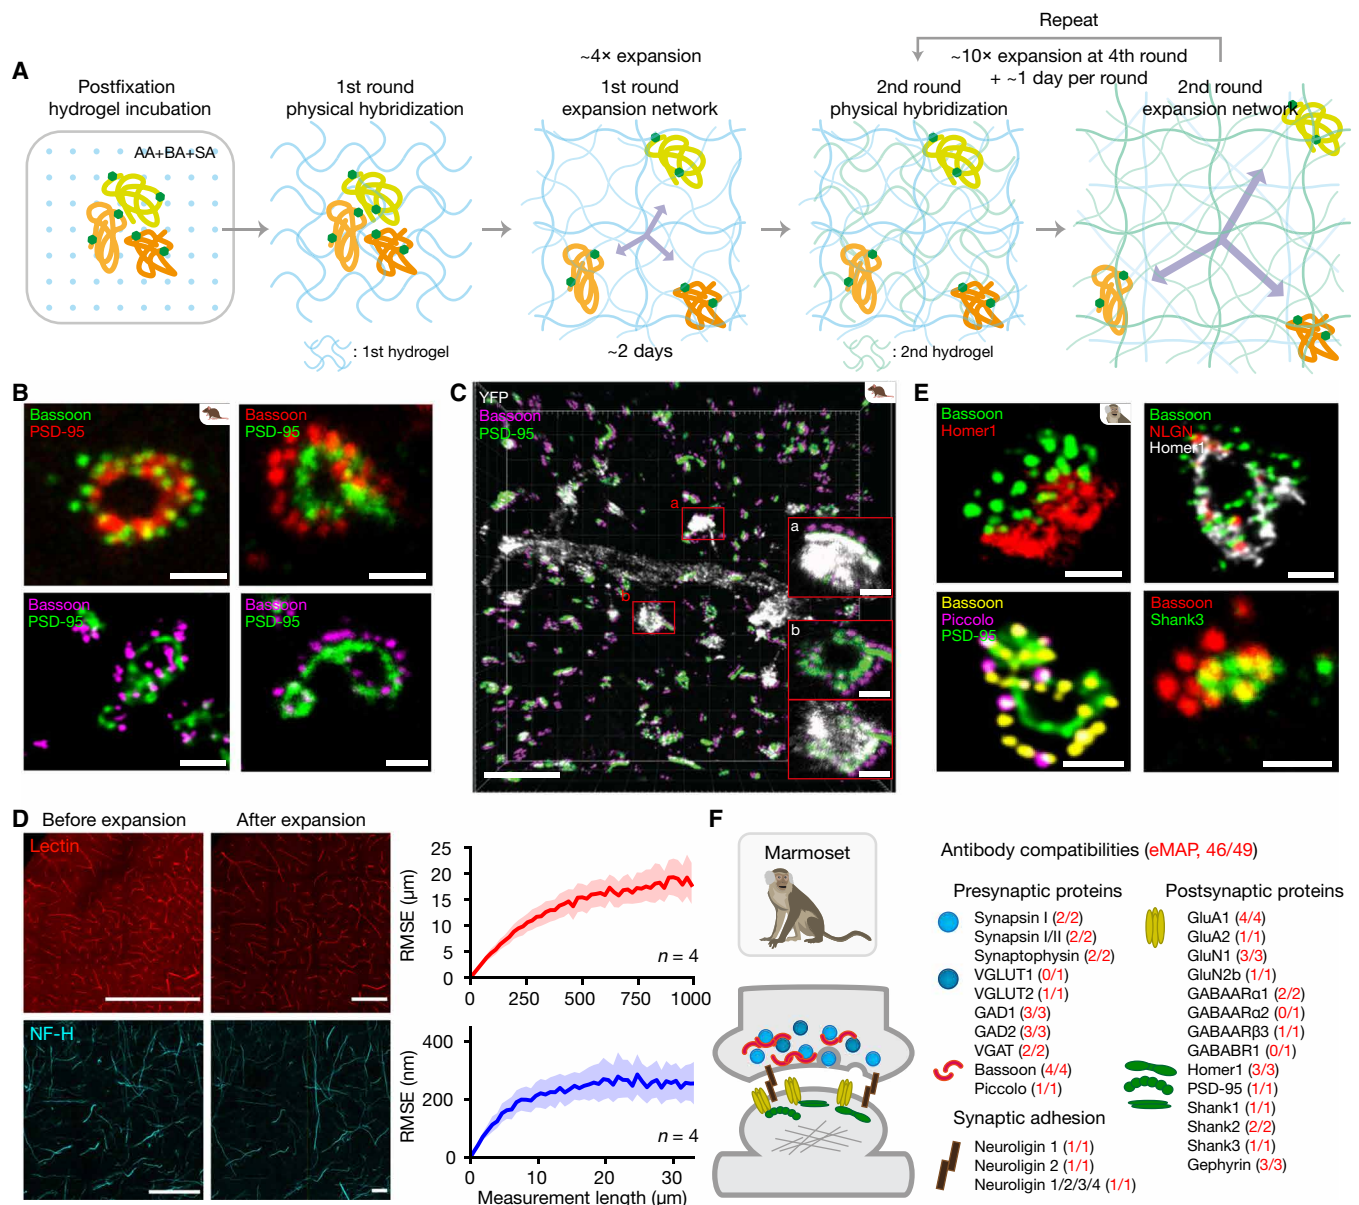 A
Postfixation
hydrogel incubation
AA+BA+SA
1st round
physical hybridization
: 1st hydrogel
~4× expansion
1st round
expansion network
~2 days
2nd round
physical hybridization
: 2nd hydrogel
Repeat
~10× expansion at 4th round
+ ~1 day per round
2nd round
expansion network
B
Bassoon
PSD-95
Bassoon
PSD-95
Bassoon
PSD-95
Bassoon
PSD-95
C
YFP
Bassoon
PSD-95
a
b
a
b
E
Bassoon
Homer1
Bassoon
NLGN
Homer1
Bassoon
Piccolo
PSD-95
Bassoon
Shank3
D
Before expansion
After expansion
Lectin
NF-H
RMSE (µm)
25
20
15
10
5
0
n = 4
0
250
500
750
1000
RMSE (nm)
400
200
0
n = 4
0
10
20
30
Measurement length (µm)
F
Marmoset
Antibody compatibilities (eMAP, 46/49)
Presynaptic proteins
Synapsin I (2/2)
Synapsin I/II (2/2)
Synaptophysin (2/2)
VGLUT1 (0/1)
VGLUT2 (1/1)
GAD1 (3/3)
GAD2 (3/3)
VGAT (2/2)
Bassoon (4/4)
Piccolo (1/1)
Synaptic adhesion
Neuroligin 1 (1/1)
Neuroligin 2 (1/1)
Neuroligin 1/2/3/4 (1/1)
Postsynaptic proteins
GluA1 (4/4)
GluA2 (1/1)
GluN1 (3/3)
GluN2b (1/1)
GABAARα1 (2/2)
GABAARα2 (0/1)
GABAARβ3 (1/1)
GABABR1 (0/1)
Homer1 (3/3)
PSD-95 (1/1)
Shank1 (1/1)
Shank2 (2/2)
Shank3 (1/1)
Gephyrin (3/3)